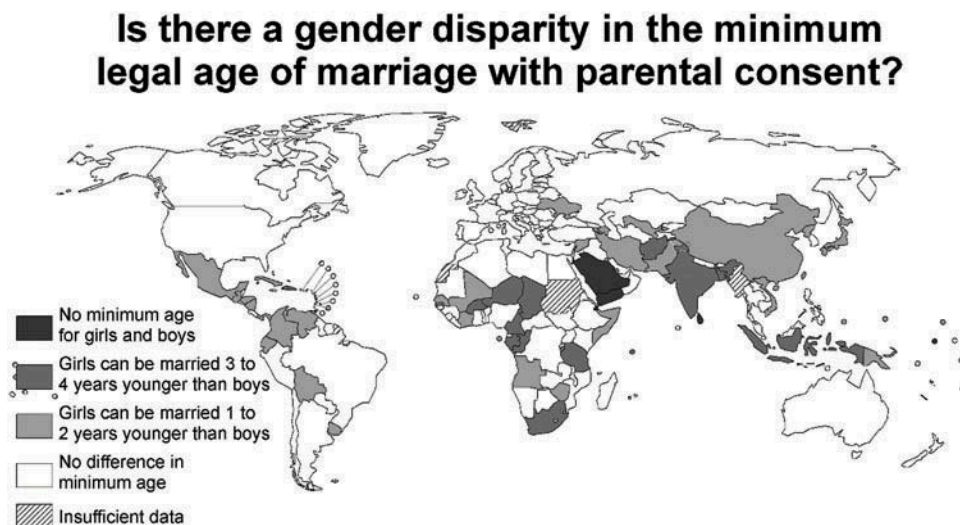 Is there a gender disparity in the minimum
legal age of marriage with parental consent?
No minimum age
for girls and boys
Girls can be married 3 to
4 years younger than boys
Girls can be married 1 to
2 years younger than boys
No difference in
minimum age
Insufficient data